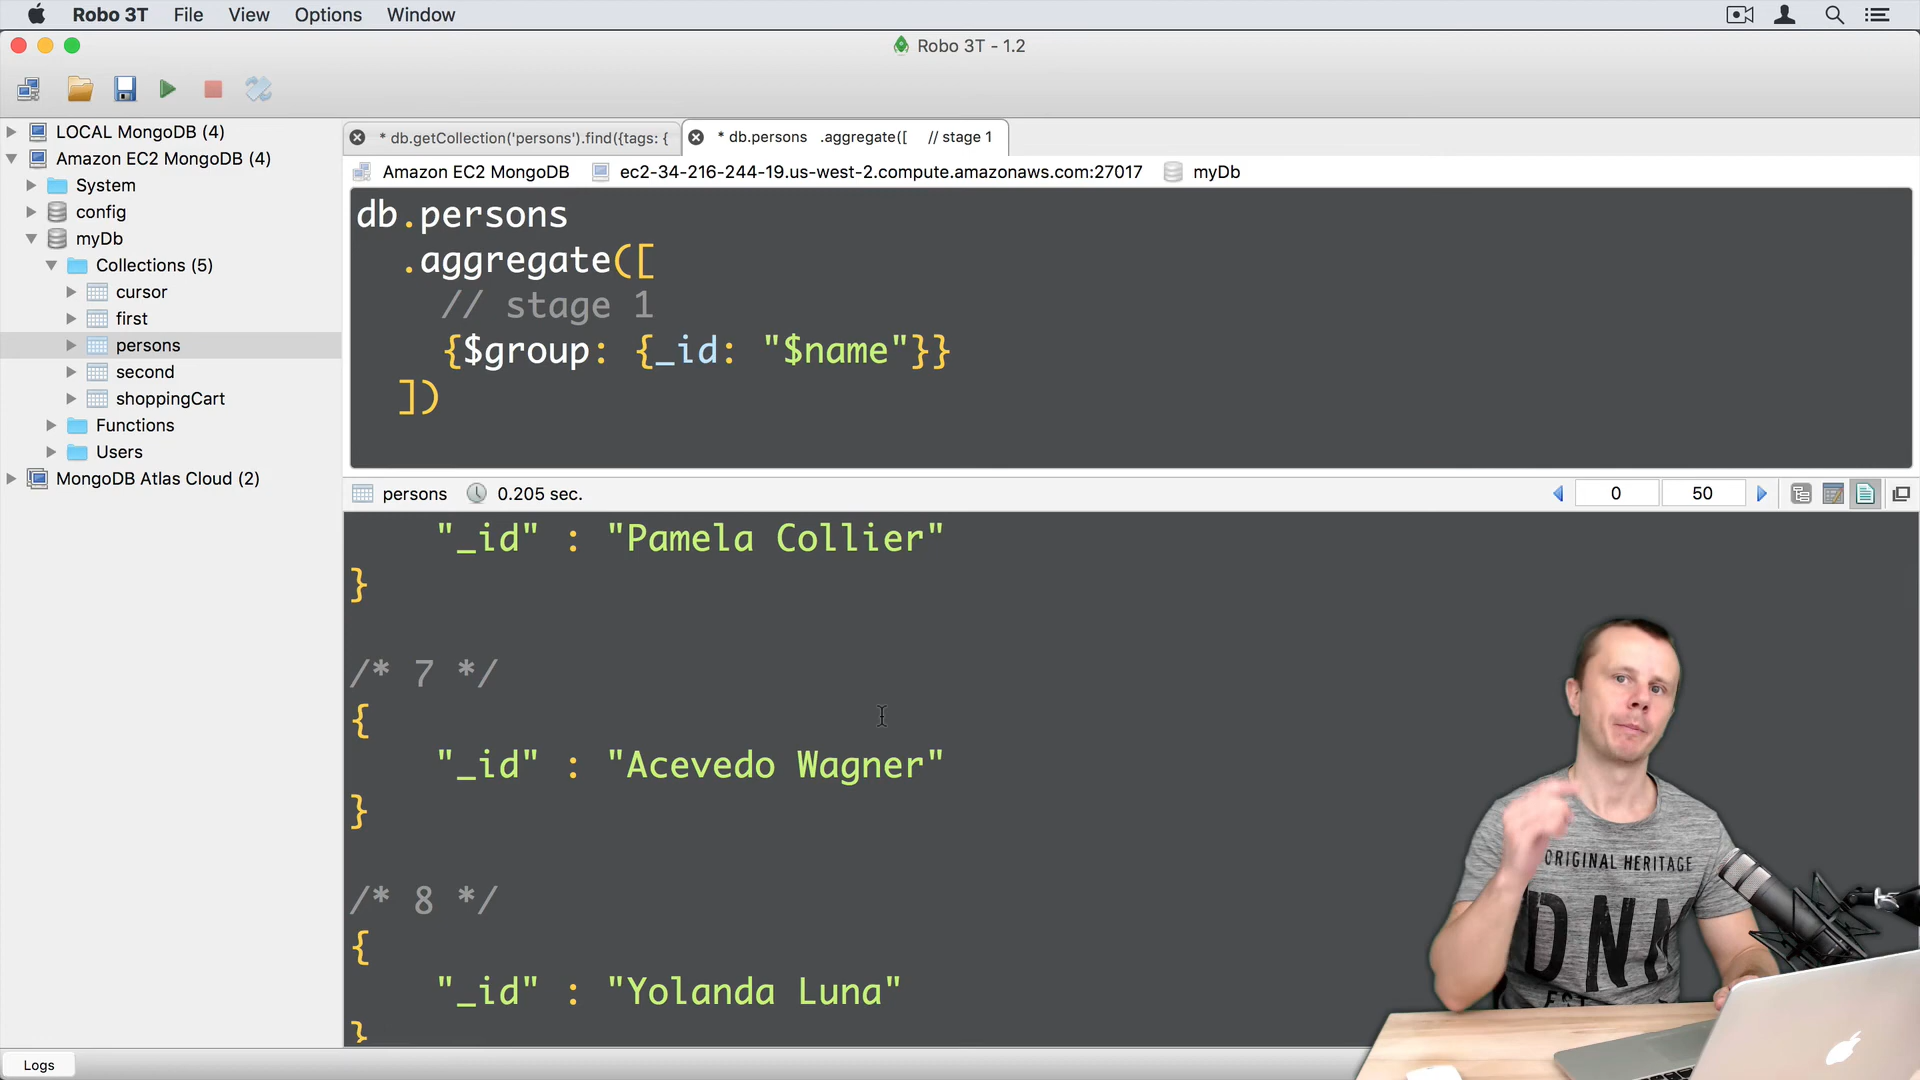 Robo 3T File View Options Window
Robo 3T - 1.2
LOCAL MongoDB (4)
Amazon EC2 MongoDB (4)
System
config
myDb
Collections (5)
cursor
first
persons
second
shoppingCart
Functions
Users
MongoDB Atlas Cloud (2)
* db.getCollection('persons').find({tags: {
* db.persons .aggregate([ // stage 1
Amazon EC2 MongoDB ec2-34-216-244-19.us-west-2.compute.amazonaws.com:27017 myDb
db.persons
.aggregate([
// stage 1
{$group: {_id: "$name"}}
])
persons 0.205 sec. 0 50
"_id" : "Pamela Collier"
}
/* 7 */
{
"_id" : "Acevedo Wagner"
}
/* 8 */
{
"_id" : "Yolanda Luna"
}
ORIGINAL HERITAGE
Logs